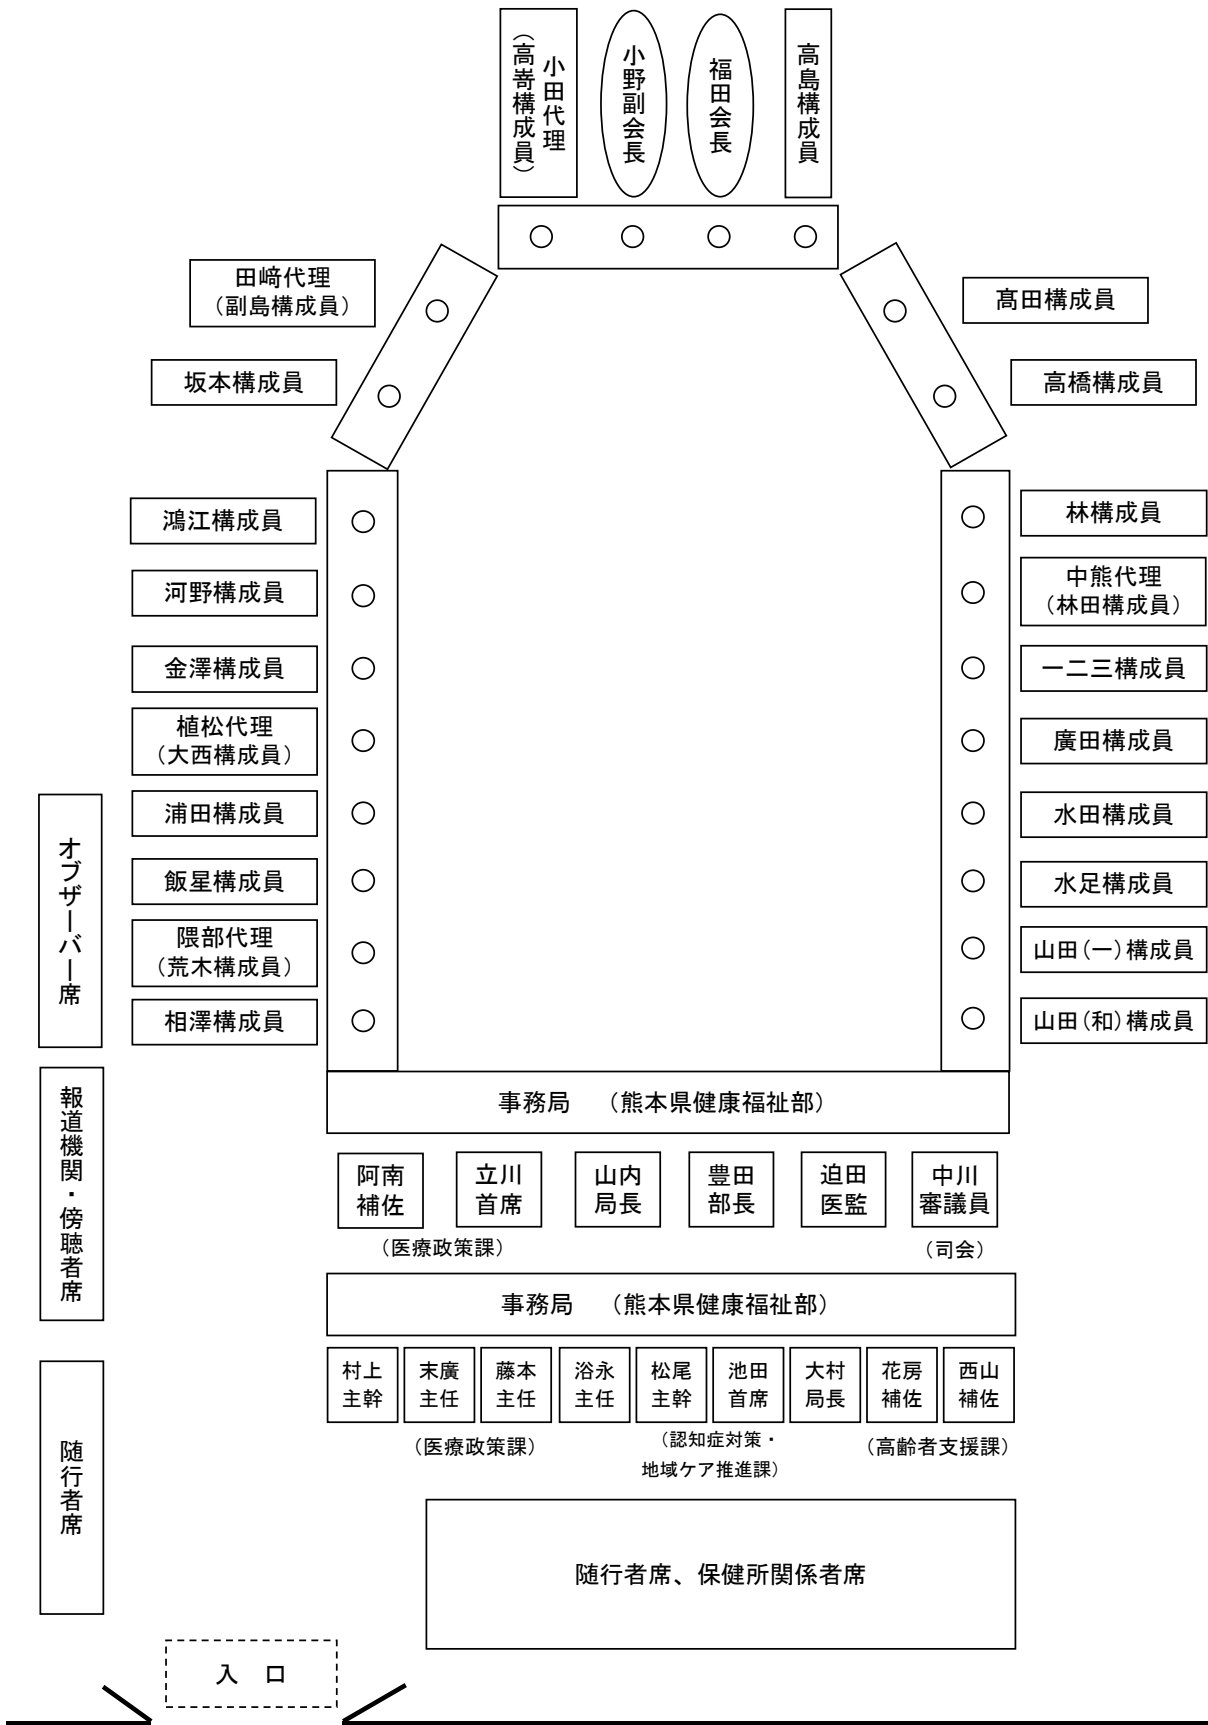 小田代理
（高嵜構成員）
小野副会長
福田会長
高島構成員
田﨑代理
（副島構成員）
坂本構成員
髙田構成員
高橋構成員
鴻江構成員
河野構成員
金澤構成員
植松代理
（大西構成員）
浦田構成員
飯星構成員
隈部代理
（荒木構成員）
相澤構成員
林構成員
中熊代理
（林田構成員）
一二三構成員
廣田構成員
水田構成員
水足構成員
山田（一）構成員
山田（和）構成員
オブザーバー席
報道機関・傍聴者席
随行者席
事務局　（熊本県健康福祉部）
阿南
補佐
立川
首席
山内
局長
豊田
部長
迫田
医監
中川
審議員
（医療政策課）
（司会）
事務局　（熊本県健康福祉部）
村上
主幹
末廣
主任
藤本
主任
浴永
主任
松尾
主幹
池田
首席
大村
局長
花房
補佐
西山
補佐
（医療政策課）
（認知症対策・
地域ケア推進課）
（高齢者支援課）
随行者席、保健所関係者席
入　口